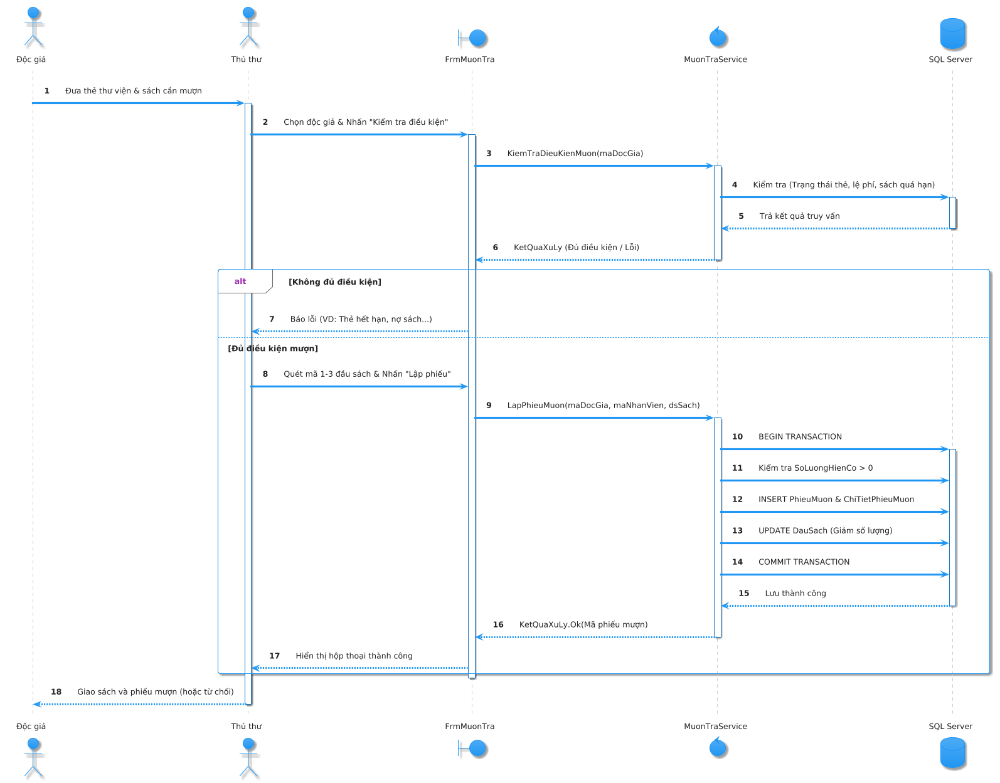 Độc giả
Thủ thư
FrmMuonTra
MuonTraService
SQL Server
1 Đưa thẻ thư viện & sách cần mượn
2 Chọn độc giả & Nhấn "Kiểm tra điều kiện"
3 KiemTraDieuKienMuon(maDocGia)
4 Kiểm tra (Trạng thái thẻ, lệ phí, sách quá hạn)
5 Trả kết quả truy vấn
6 KetQuaXuLy (Đủ điều kiện / Lỗi)
alt [Không đủ điều kiện]
7 Báo lỗi (VD: Thẻ hết hạn, nợ sách...)
[Đủ điều kiện mượn]
8 Quét mã 1-3 đầu sách & Nhấn "Lập phiếu"
9 LapPhieuMuon(maDocGia, maNhanVien, dsSach)
10 BEGIN TRANSACTION
11 Kiểm tra SoLuongHienCo > 0
12 INSERT PhieuMuon & ChiTietPhieuMuon
13 UPDATE DauSach (Giảm số lượng)
14 COMMIT TRANSACTION
15 Lưu thành công
16 KetQuaXuLy.Ok(Mã phiếu mượn)
17 Hiển thị hộp thoại thành công
18 Giao sách và phiếu mượn (hoặc từ chối)
Độc giả
Thủ thư
FrmMuonTra
MuonTraService
SQL Server